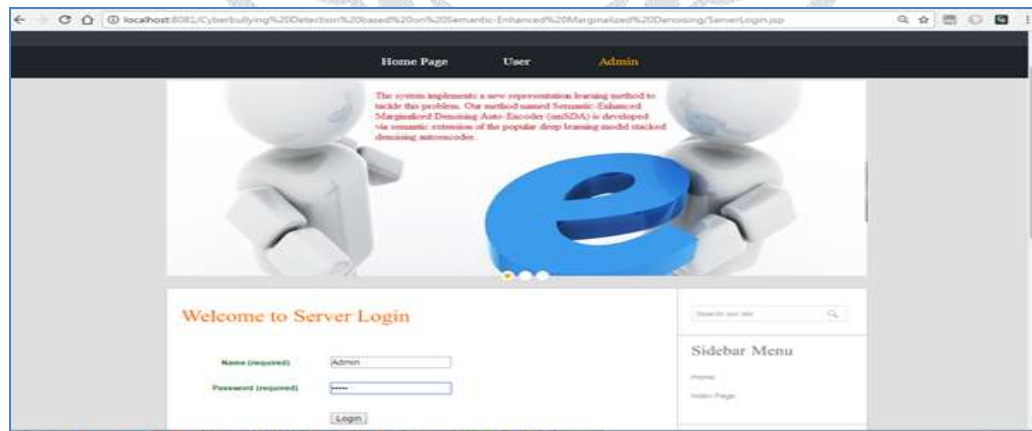 localhost:8081/Cyberbullying%20Detection%20based%20on%20Semantic-Enhanced%20Marginalized%20Denoising/ServerLogin.jsp
Home Page User Admin
The system implements a new representation learning method to
tackle this problem. Our method named Semantic-Enhanced
Marginalized Denoising Auto-Encoder (smSDA) is developed
via semantic extension of the popular deep learning model stacked
denoising autoencoder.
e
Welcome to Server Login
Name (required) Admin
Password (required) •••••
Login
Search our site
Sidebar Menu
Home
Index Page